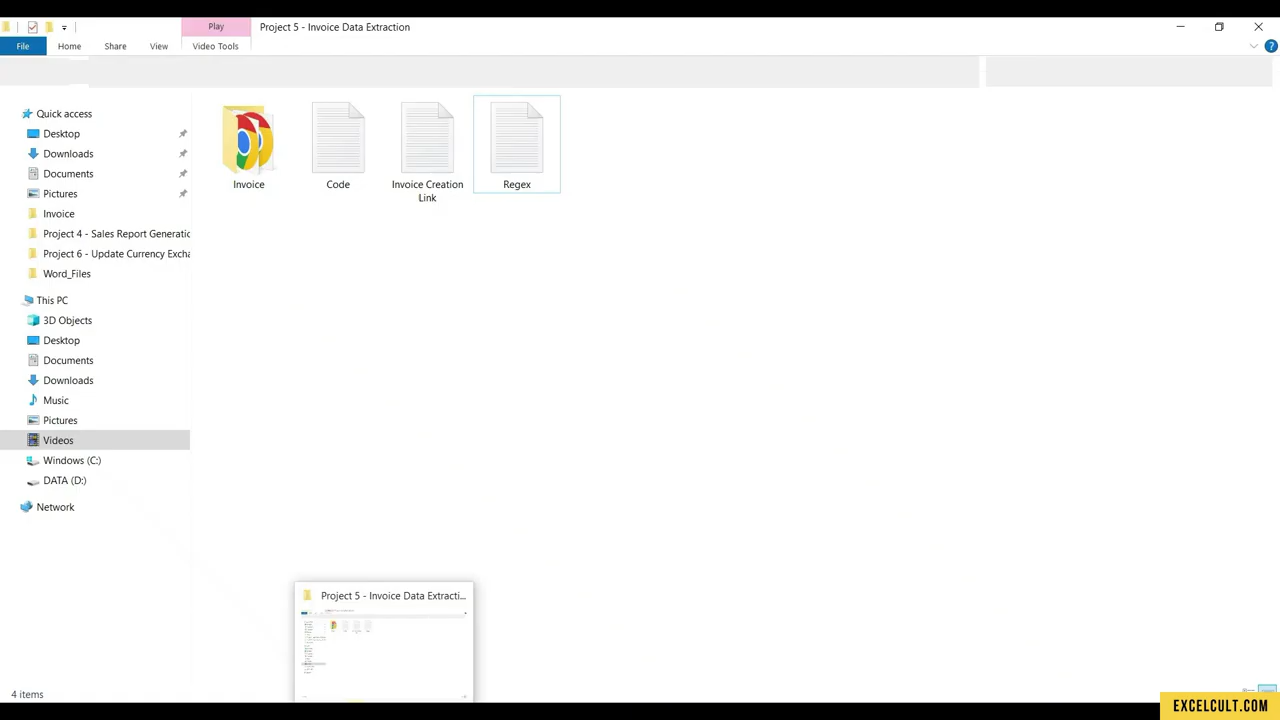 Play
Project 5 - Invoice Data Extraction
File
Home
Share
View
Video Tools
?
Quick access
Desktop
Downloads
Documents
Pictures
Invoice
Project 4 - Sales Report Generatio
Project 6 - Update Currency Excha
Word_Files
This PC
3D Objects
Desktop
Documents
Downloads
Music
Pictures
Videos
Windows (C:)
DATA (D:)
Network
Invoice
Code
Invoice Creation
Link
Regex
Project 5 - Invoice Data Extracti...
4 items
EXCELCULT.COM